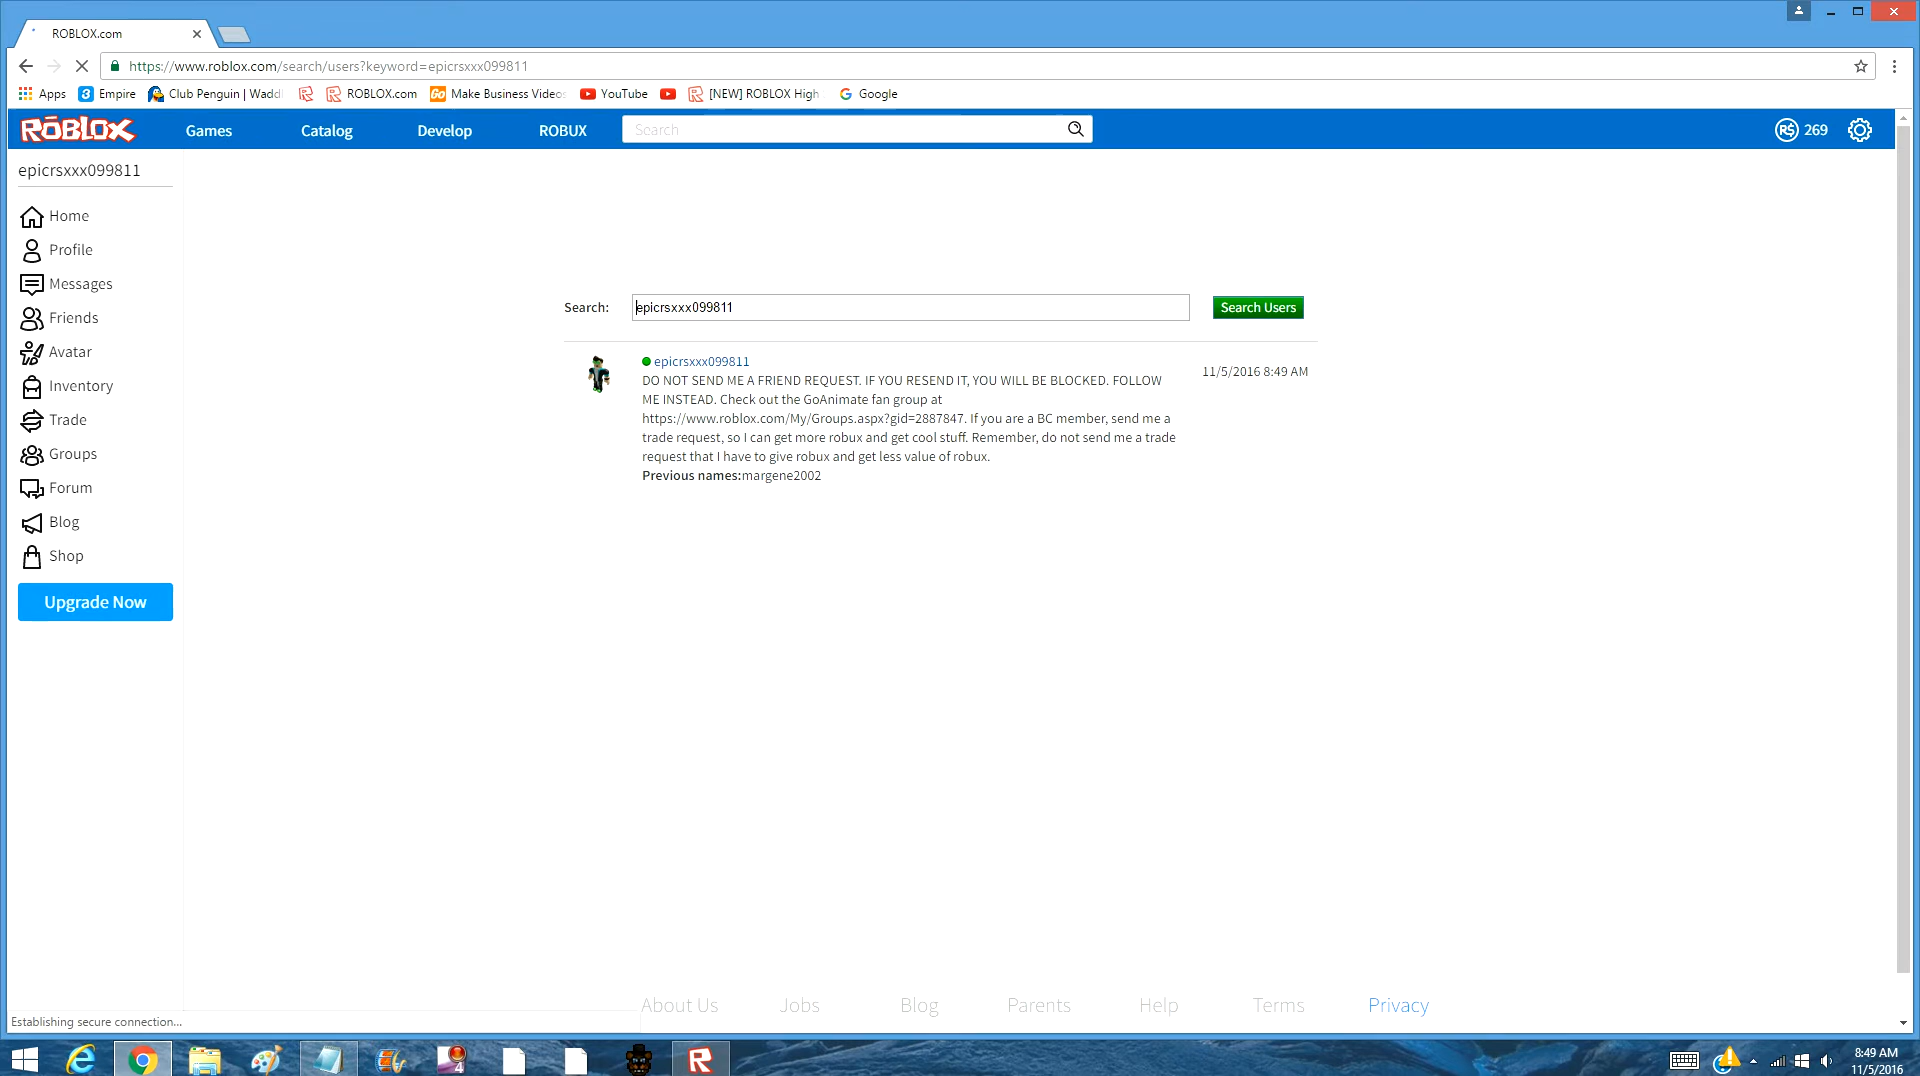 ROBLOX.com
https://www.roblox.com/search/users?keyword=epicrsxxx099811
Apps Empire Club Penguin | Wadd ROBLOX.com Go Make Business Videos YouTube [NEW] ROBLOX High Google
ROBLOX Games Catalog Develop ROBUX Search R$ 269
epicrsxxx099811
Home
Profile
Messages
Friends
Avatar
Inventory
Trade
Groups
Forum
Blog
Shop
Upgrade Now
Search: epicrsxxx099811 Search Users
epicrsxxx099811
11/5/2016 8:49 AM
DO NOT SEND ME A FRIEND REQUEST. IF YOU RESEND IT, YOU WILL BE BLOCKED. FOLLOW
ME INSTEAD. Check out the GoAnimate fan group at
https://www.roblox.com/My/Groups.aspx?gid=2887847. If you are a BC member, send me a
trade request, so I can get more robux and get cool stuff. Remember, do not send me a trade
request that I have to give robux and get less value of robux.
Previous names:margene2002
About Us Jobs Blog Parents Help Terms Privacy
Establishing secure connection...
4
8:49 AM
11/5/2016